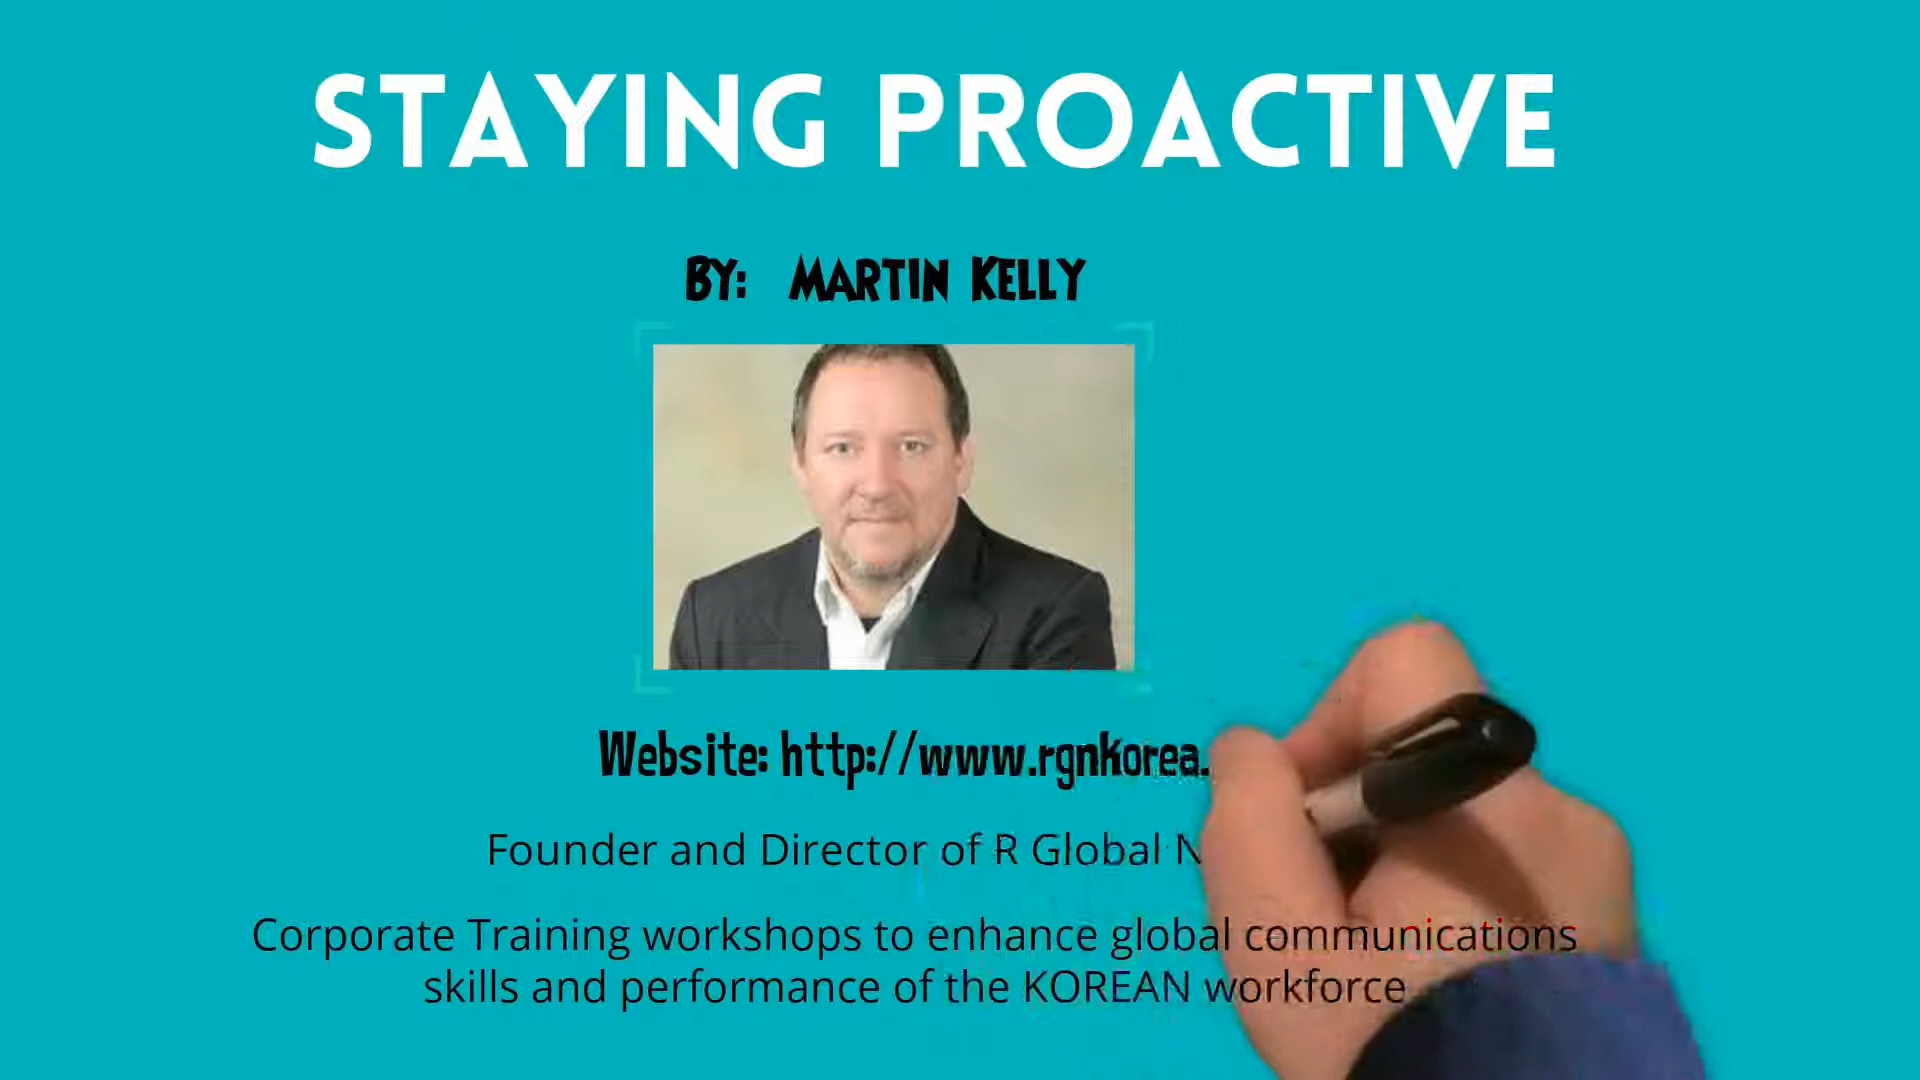 STAYING PROACTIVE
BY: MARTIN KELLY
Website: http://www.rgnkorea.
Founder and Director of R Global
Corporate Training workshops to enhance global communications
skills and performance of the KOREAN workforce